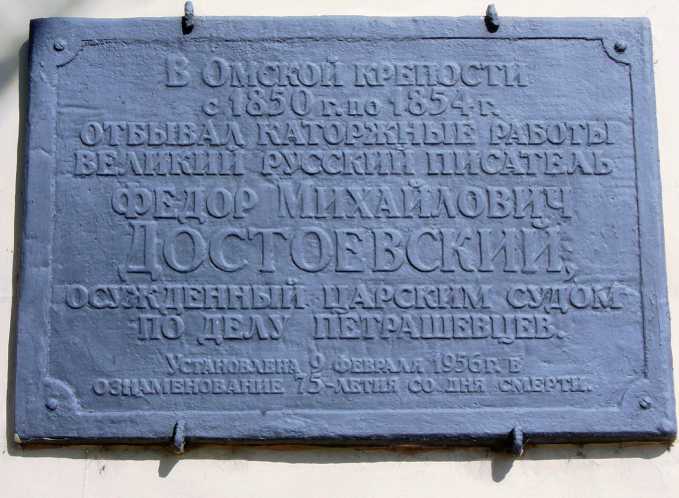 В Омской крепости
с 1850 г. по 1854 г.
отбывал каторжные работы
великий русский писатель
Федор Михайлович
Достоевский,
осужденный царским судом
по делу петрашевцев.
Установлена 9 февраля 1956 г. в
ознаменование 75-летия со дня смерти.